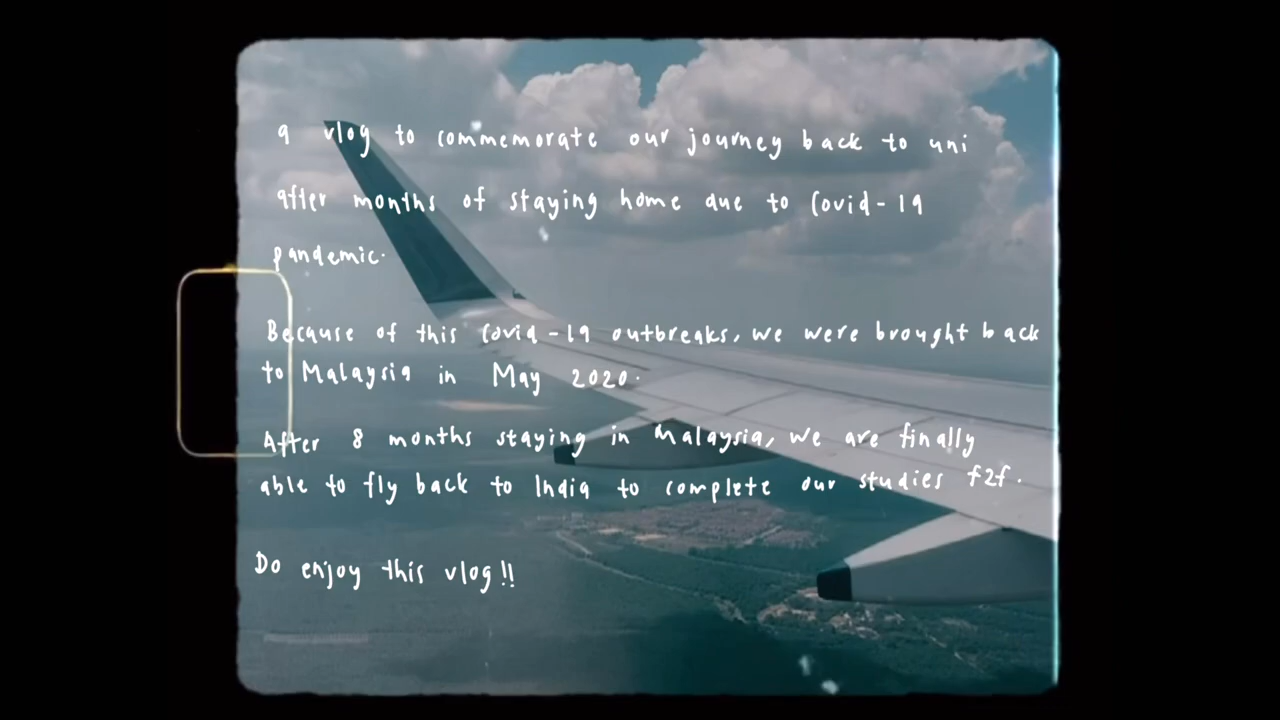 a vlog to commemorate our journey back to uni
after months of staying home due to Covid-19
pandemic.
Because of this Covid-19 outbreaks, we were brought back
to Malaysia in May 2020.
After 8 months staying in Malaysia, we are finally
able to fly back to India to complete our studies f2f.
Do enjoy this vlog!!